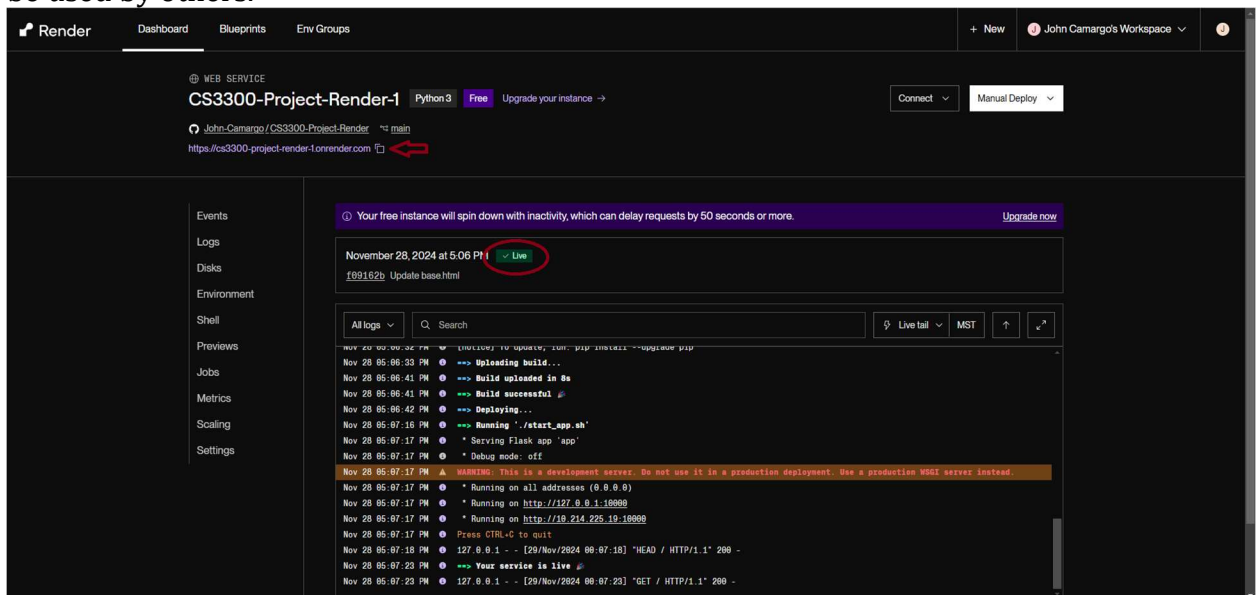 be used by others.
Render Dashboard Blueprints Env Groups + New J John Camargo's Workspace J
WEB SERVICE
CS3300-Project-Render-1 Python 3 Free Upgrade your instance → Connect Manual Deploy
John-Camargo / CS3300-Project-Render main
https://cs3300-project-render-1.onrender.com
Events
Logs
Disks
Environment
Shell
Previews
Jobs
Metrics
Scaling
Settings
Your free instance will spin down with inactivity, which can delay requests by 50 seconds or more. Upgrade now
November 28, 2024 at 5:06 PM ✓ Live
f09162b Update base.html
All logs Search Live tail MST ↑
Nov 28 05:06:32 PM [notice] To update, run: pip install --upgrade pip
Nov 28 05:06:33 PM ==> Uploading build...
Nov 28 05:06:41 PM ==> Build uploaded in 8s
Nov 28 05:06:41 PM ==> Build successful 🎉
Nov 28 05:06:42 PM ==> Deploying...
Nov 28 05:07:16 PM ==> Running './start_app.sh'
Nov 28 05:07:17 PM * Serving Flask app 'app'
Nov 28 05:07:17 PM * Debug mode: off
Nov 28 05:07:17 PM WARNING: This is a development server. Do not use it in a production deployment. Use a production WSGI server instead.
Nov 28 05:07:17 PM * Running on all addresses (0.0.0.0)
Nov 28 05:07:17 PM * Running on http://127.0.0.1:10000
Nov 28 05:07:17 PM * Running on http://10.214.225.19:10000
Nov 28 05:07:17 PM Press CTRL+C to quit
Nov 28 05:07:18 PM 127.0.0.1 - - [29/Nov/2024 00:07:18] "HEAD / HTTP/1.1" 200 -
Nov 28 05:07:23 PM ==> Your service is live 🎉
Nov 28 05:07:23 PM 127.0.0.1 - - [29/Nov/2024 00:07:23] "GET / HTTP/1.1" 200 -